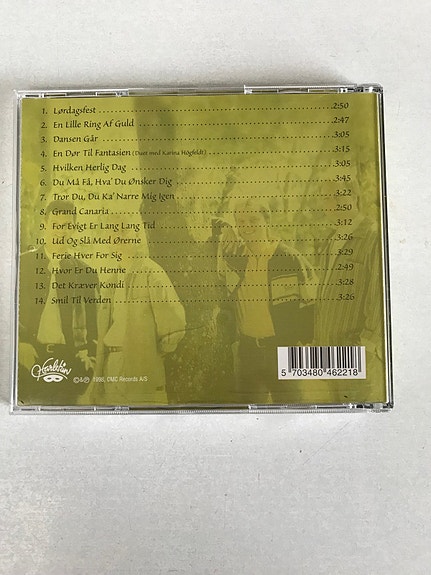 1. Lørdagsfest 2:50
2. En Lille Ring Af Guld 2:47
3. Dansen Går 3:05
4. En Dør Til Fantasien (Duet med Karina Högfeldt) 3:15
5. Hvilken Herlig Dag 3:05
6. Du Må Få, Hva' Du Ønsker Dig 3:45
7. Tror Du, Du Ka' Narre Mig Igen 3:22
8. Grand Canaria 2:50
9. For Evigt Er Lang Lang Tid 3:12
10. Ud Og Slå Med Ørerne 3:26
11. Ferie Hver For Sig 3:29
12. Hvor Er Du Henne 2:49
13. Det Kræver Kondi 3:28
14. Smil Til Verden 3:26
Harlekin
©&℗ 1998, CMC Records A/S
5 703480 462218